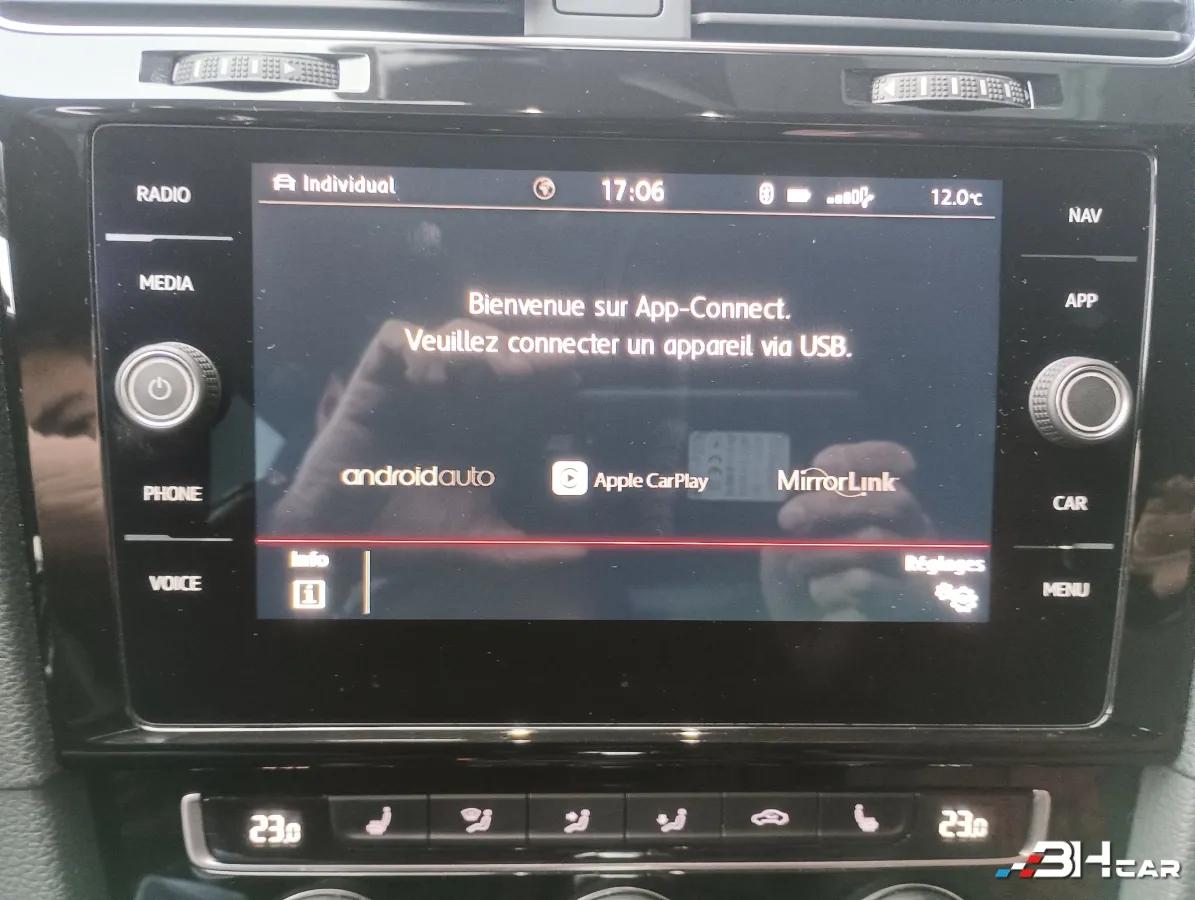 RADIO
MEDIA
PHONE
VOICE
Individual
17:06
12.0°C
Bienvenue sur App-Connect.
Veuillez connecter un appareil via USB.
androidauto
Apple CarPlay
MirrorLink
Info
i
Réglages
NAV
APP
CAR
MENU
23.0
23.0
BHCAR